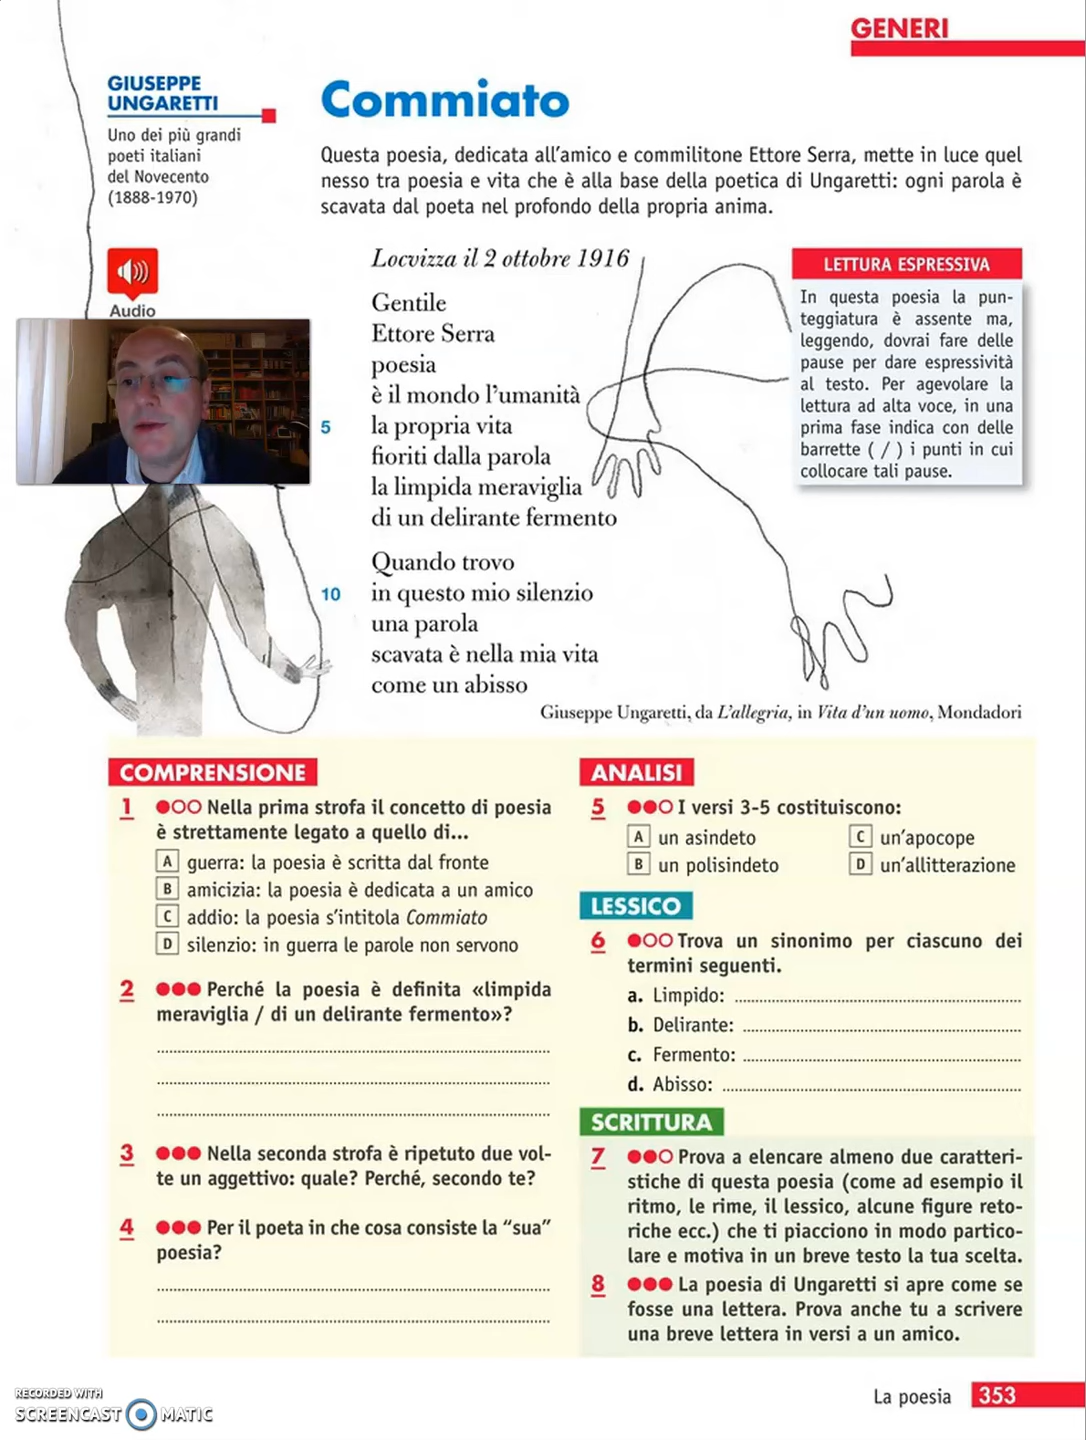 GENERI
GIUSEPPE
UNGARETTI
Uno dei più grandi
poeti italiani
del Novecento
(1888-1970)
Audio
Commiato
Questa poesia, dedicata all'amico e commilitone Ettore Serra, mette in luce quel
nesso tra poesia e vita che è alla base della poetica di Ungaretti: ogni parola è
scavata dal poeta nel profondo della propria anima.
Locvizza il 2 ottobre 1916
Gentile
Ettore Serra
poesia
è il mondo l'umanità
5 la propria vita
fioriti dalla parola
la limpida meraviglia
di un delirante fermento
Quando trovo
10 in questo mio silenzio
una parola
scavata è nella mia vita
come un abisso
Giuseppe Ungaretti, da L'allegria, in Vita d'un uomo, Mondadori
LETTURA ESPRESSIVA
In questa poesia la pun-
teggiatura è assente ma,
leggendo, dovrai fare delle
pause per dare espressività
al testo. Per agevolare la
lettura ad alta voce, in una
prima fase indica con delle
barrette ( / ) i punti in cui
collocare tali pause.
COMPRENSIONE
1 Nella prima strofa il concetto di poesia
è strettamente legato a quello di...
A guerra: la poesia è scritta dal fronte
B amicizia: la poesia è dedicata a un amico
C addio: la poesia s'intitola Commiato
D silenzio: in guerra le parole non servono
2 Perché la poesia è definita «limpida
meraviglia / di un delirante fermento»?
3 Nella seconda strofa è ripetuto due vol-
te un aggettivo: quale? Perché, secondo te?
4 Per il poeta in che cosa consiste la "sua"
poesia?
ANALISI
5 I versi 3-5 costituiscono:
A un asindeto C un'apocope
B un polisindeto D un'allitterazione
LESSICO
6 Trova un sinonimo per ciascuno dei
termini seguenti.
a. Limpido:
b. Delirante:
c. Fermento:
d. Abisso:
SCRITTURA
7 Prova a elencare almeno due caratteri-
stiche di questa poesia (come ad esempio il
ritmo, le rime, il lessico, alcune figure reto-
riche ecc.) che ti piacciono in modo partico-
lare e motiva in un breve testo la tua scelta.
8 La poesia di Ungaretti si apre come se
fosse una lettera. Prova anche tu a scrivere
una breve lettera in versi a un amico.
La poesia 353
RECORDED WITH
SCREENCAST MATIC